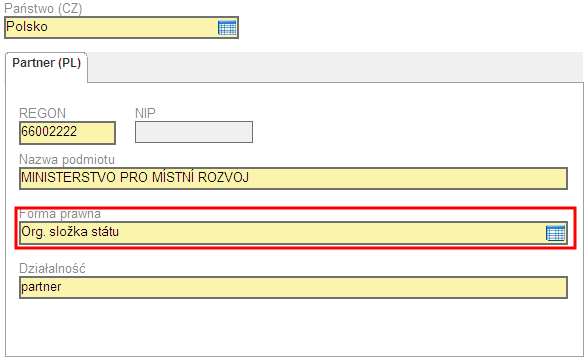 Państwo (CZ)
Polsko
Partner (PL)
REGON NIP
66002222
Nazwa podmiotu
MINISTERSTVO PRO MÍSTNÍ ROZVOJ
Forma prawna
Org. složka státu
Działalność
partner